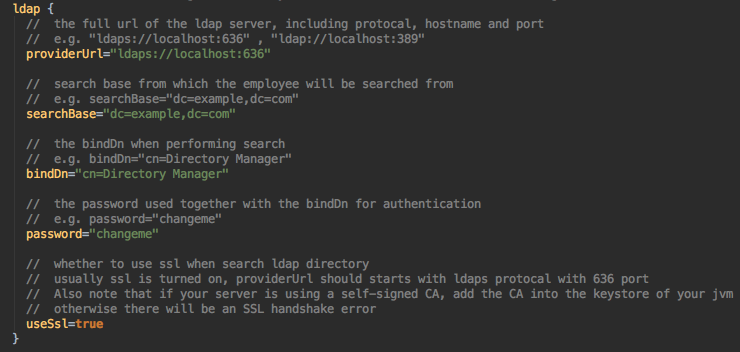 ldap {
//  the full url of the ldap server, including protocal, hostname and port
//  e.g. "ldaps://localhost:636" , "ldap://localhost:389"
providerUrl="ldaps://localhost:636"
//  search base from which the employee will be searched from
//  e.g. searchBase="dc=example,dc=com"
searchBase="dc=example,dc=com"
//  the bindDn when performing search
//  e.g. bindDn="cn=Directory Manager"
bindDn="cn=Directory Manager"
//  the password used together with the bindDn for authentication
//  e.g. password="changeme"
password="changeme"
//  whether to use ssl when search ldap directory
//  usually ssl is turned on, providerUrl should starts with ldaps protocal with 636 port
//  Also note that if your server is using a self-signed CA, add the CA into the keystore of your jvm
//  otherwise there will be an SSL handshake error
useSsl=true
}